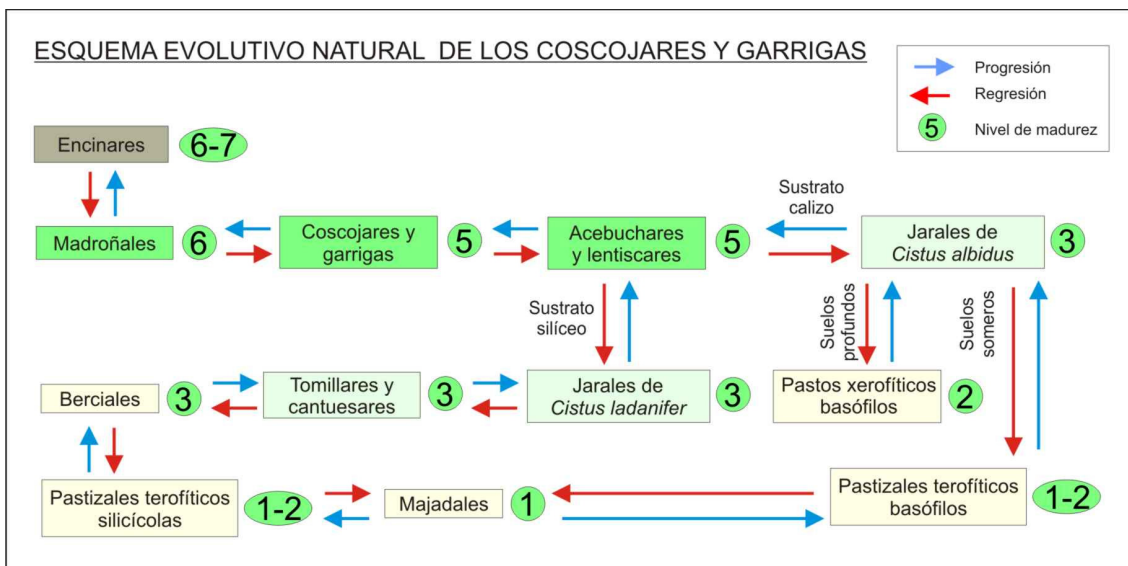 ESQUEMA EVOLUTIVO NATURAL DE LOS COSCOJARES Y GARRIGAS
Progresión
Regresión
5 Nivel de madurez
Encinares
6-7
Madroñales
6
Coscojares y
garrigas
5
Acebuchares
y lentiscares
5
Sustrato
calizo
Jarales de
Cistus albidus
3
Sustrato
silíceo
Suelos
profundos
Suelos
someros
Berciales
3
Tomillares y
cantuesares
3
Jarales de
Cistus ladanifer
3
Pastos xerofíticos
basófilos
2
Pastizales terofíticos
silicícolas
1-2
Majadales
1
Pastizales terofíticos
basófilos
1-2